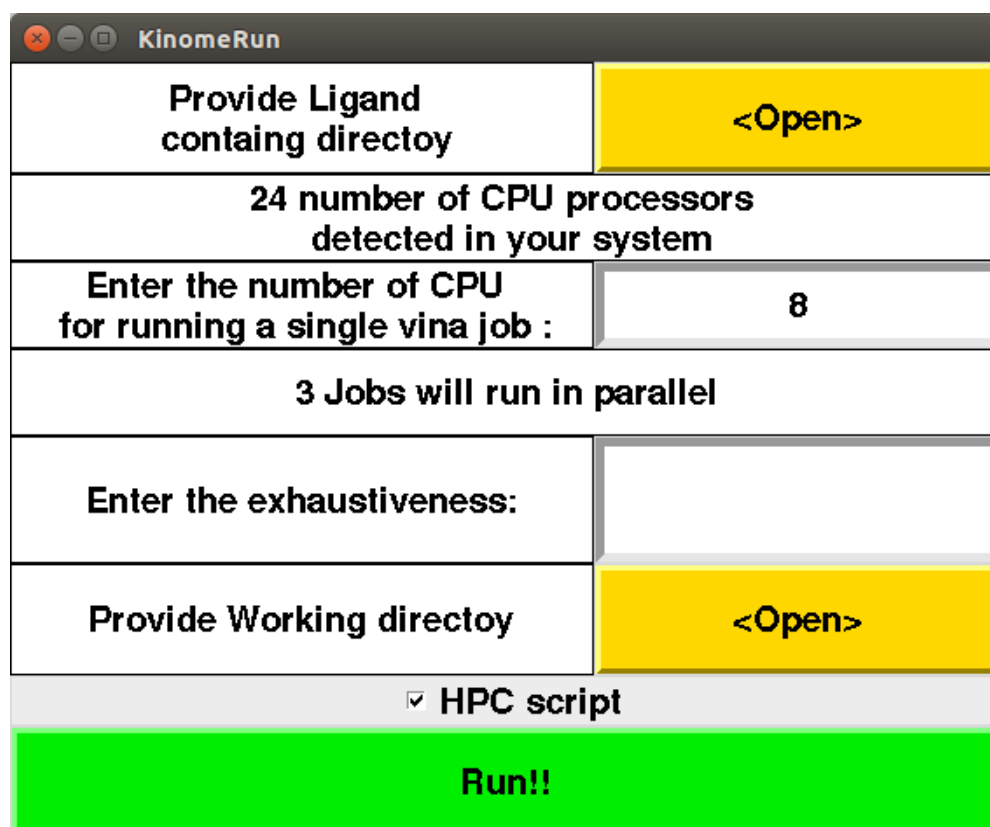 KinomeRun
Provide Ligand
containg directoy
<Open>
24 number of CPU processors
detected in your system
Enter the number of CPU
for running a single vina job :
8
3 Jobs will run in parallel
Enter the exhaustiveness:
Provide Working directoy
<Open>
HPC script
Run!!